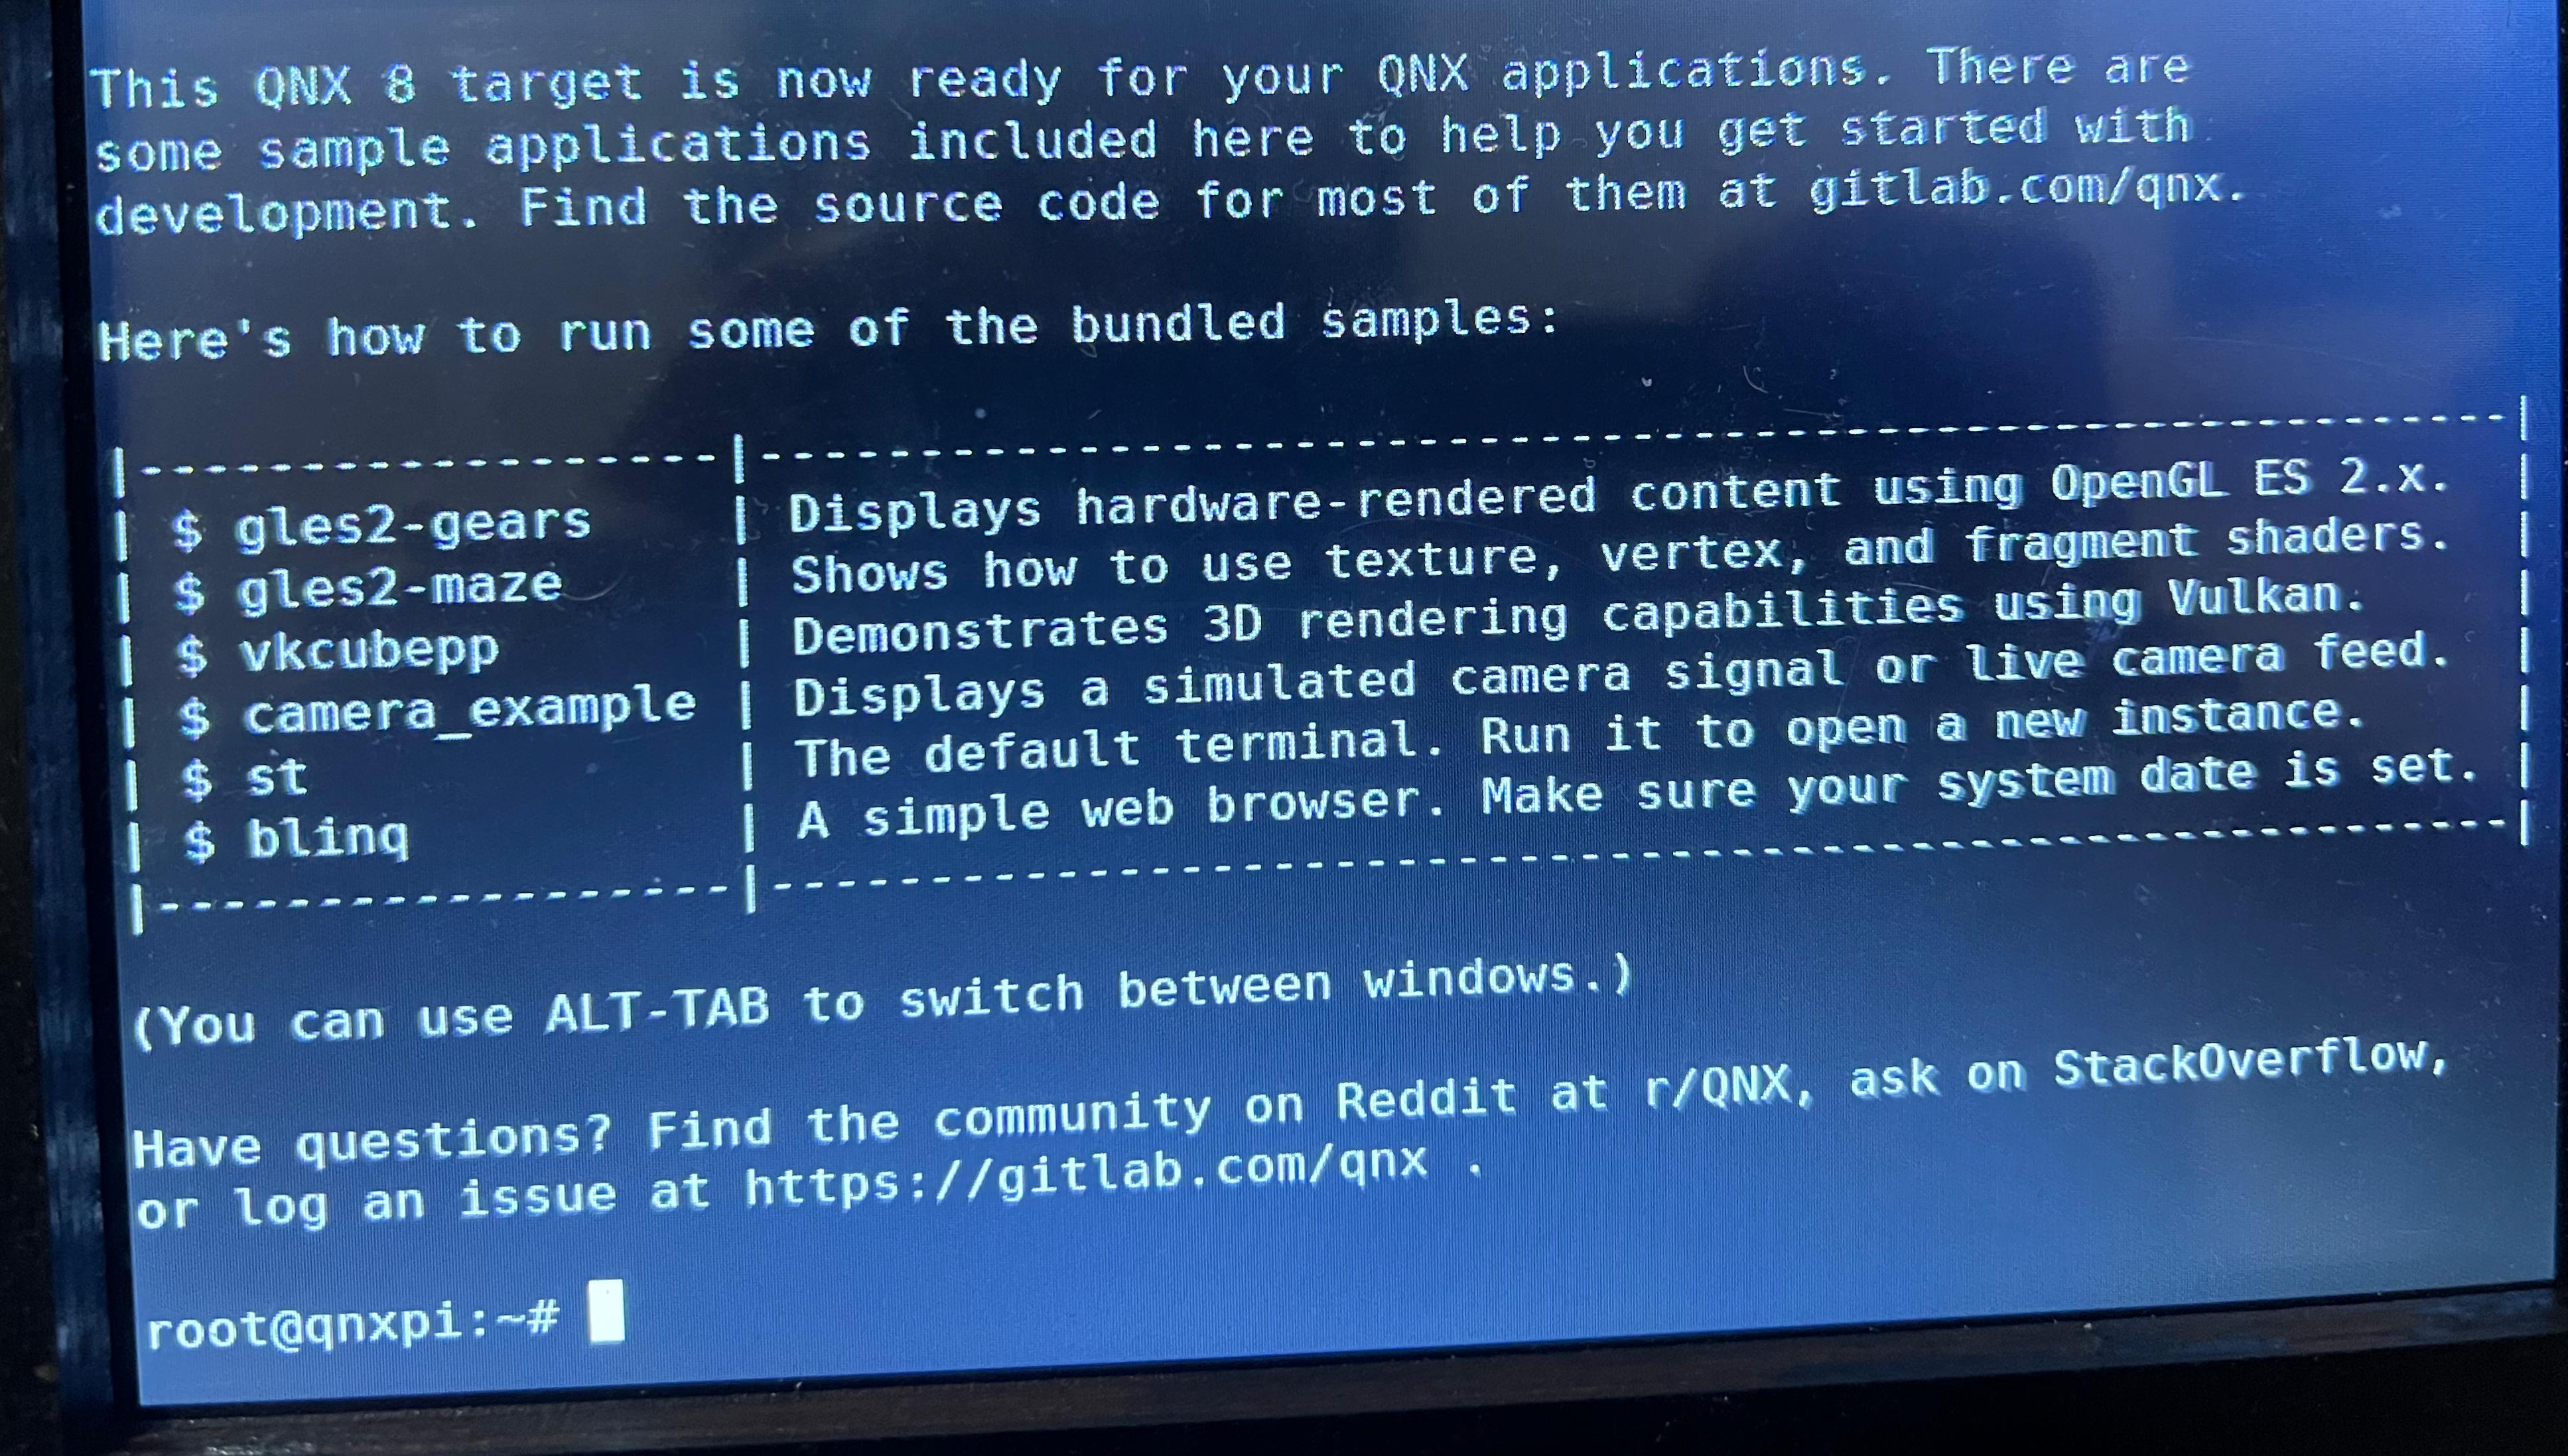 This QNX 8 target is now ready for your QNX applications. There are
some sample applications included here to help you get started with
development. Find the source code for most of them at gitlab.com/qnx.
Here's how to run some of the bundled samples:
|------------------|-------------------------------------------------------|
| $ gles2-gears | Displays hardware-rendered content using OpenGL ES 2.x. |
| $ gles2-maze | Shows how to use texture, vertex, and fragment shaders. |
| $ vkcubepp | Demonstrates 3D rendering capabilities using Vulkan. |
| $ camera_example | Displays a simulated camera signal or live camera feed. |
| $ st | The default terminal. Run it to open a new instance. |
| $ blinq | A simple web browser. Make sure your system date is set. |
|------------------|-------------------------------------------------------|
(You can use ALT-TAB to switch between windows.)
Have questions? Find the community on Reddit at r/QNX, ask on StackOverflow,
or log an issue at https://gitlab.com/qnx .
root@qnxpi:~#